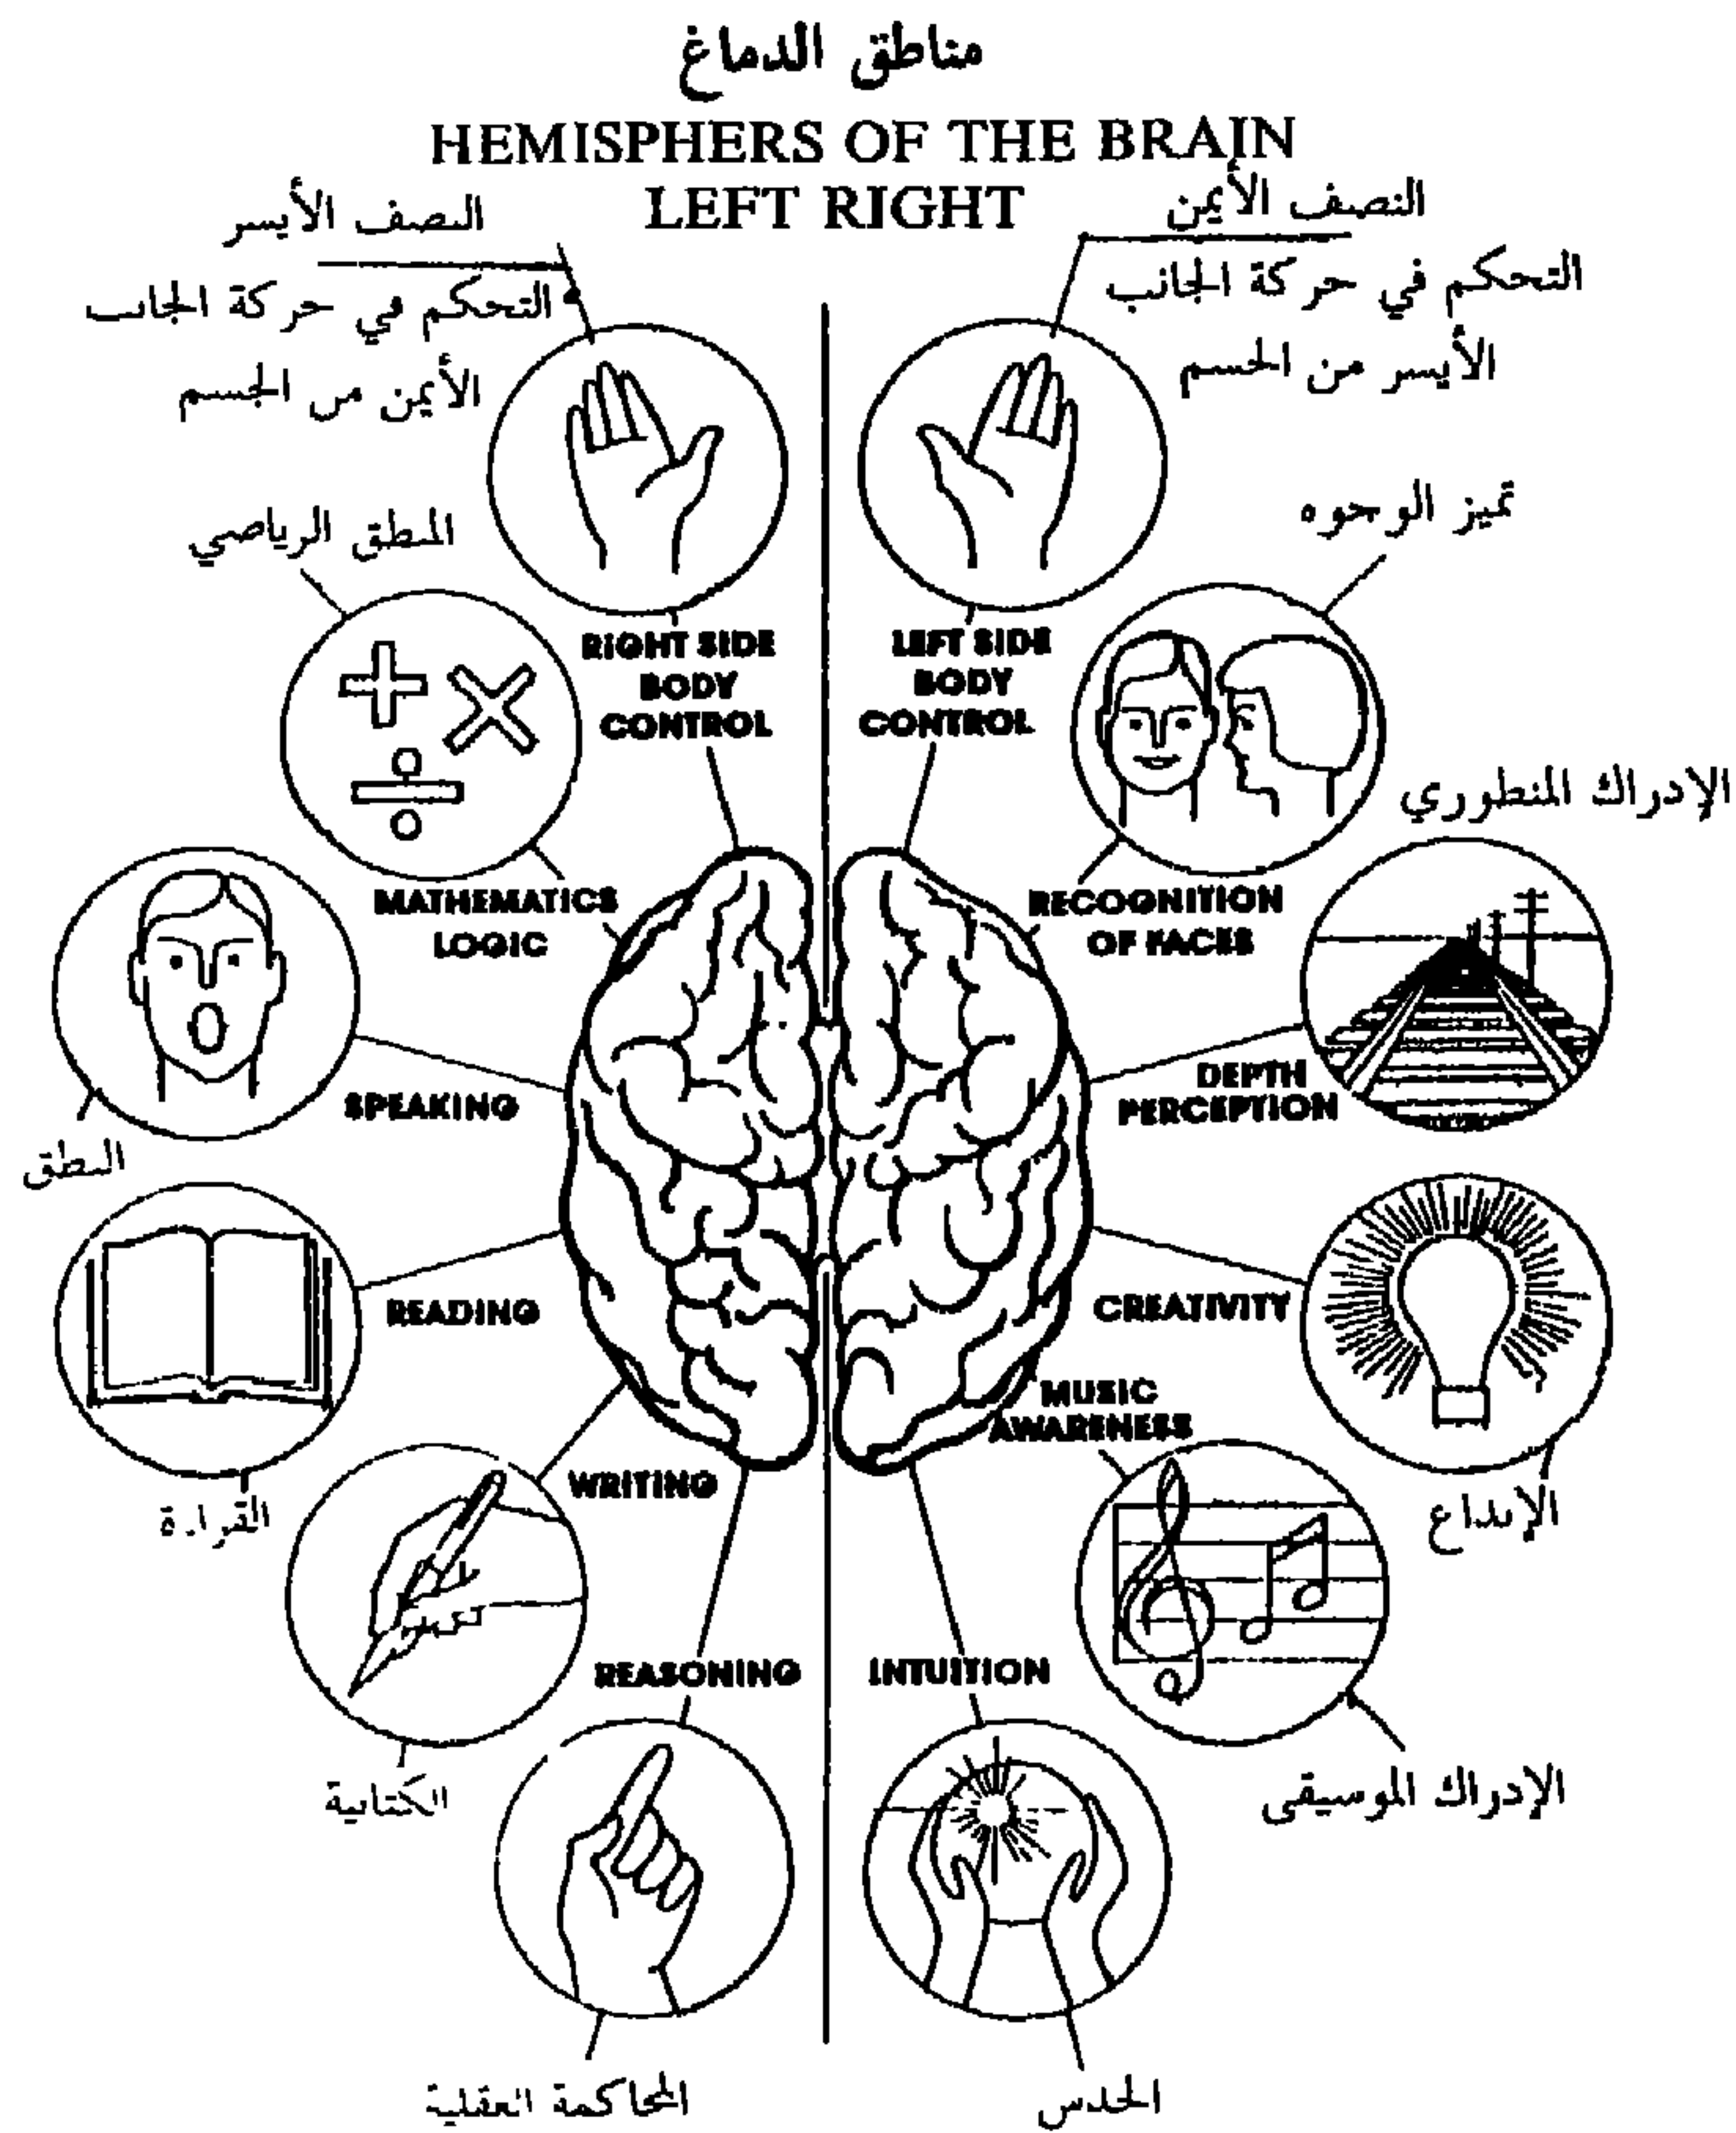 مناطق الدماغ
HEMISPHERS OF THE BRAIN
LEFT RIGHT
النصف الأيسر
التحكم في حركة الجانب
الأيمن من الجسم
النصف الأيمن
التحكم في حركة الجانب
الأيسر من الجسم
المنطق الرياضي
تميز الوجوه
RIGHT SIDE
BODY
CONTROL
LEFT SIDE
BODY
CONTROL
الإدراك المنطوري
MATHEMATICS
LOGIC
RECOGNITION
OF FACES
SPEAKING
DEPTH
PERCEPTION
النطق
READING
CREATIVITY
MUSIC
AWARENESS
WRITING
القراءة
الإبداع
REASONING
INTUITION
الكتابية
الإدراك الموسيقى
المحاكمة العقلية
الحدس